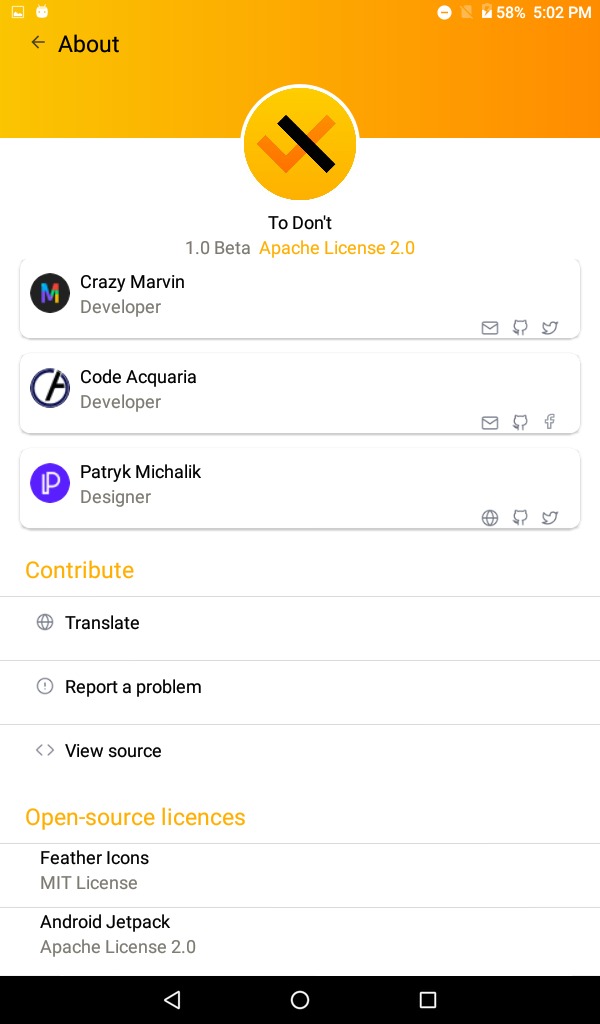 58% 5:02 PM
About
To Don't
1.0 Beta Apache License 2.0
Crazy Marvin
Developer
Code Acquaria
Developer
Patryk Michalik
Designer
Contribute
Translate
Report a problem
View source
Open-source licences
Feather Icons
MIT License
Android Jetpack
Apache License 2.0